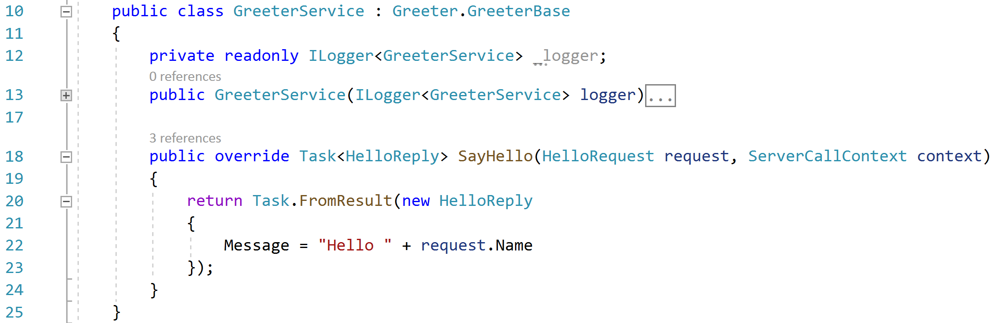 10 public class GreeterService : Greeter.GreeterBase
11 {
12 private readonly ILogger<GreeterService> _logger;
0 references
13 public GreeterService(ILogger<GreeterService> logger)...
17
3 references
18 public override Task<HelloReply> SayHello(HelloRequest request, ServerCallContext context)
19 {
20 return Task.FromResult(new HelloReply
21 {
22 Message = "Hello " + request.Name
23 });
24 }
25 }